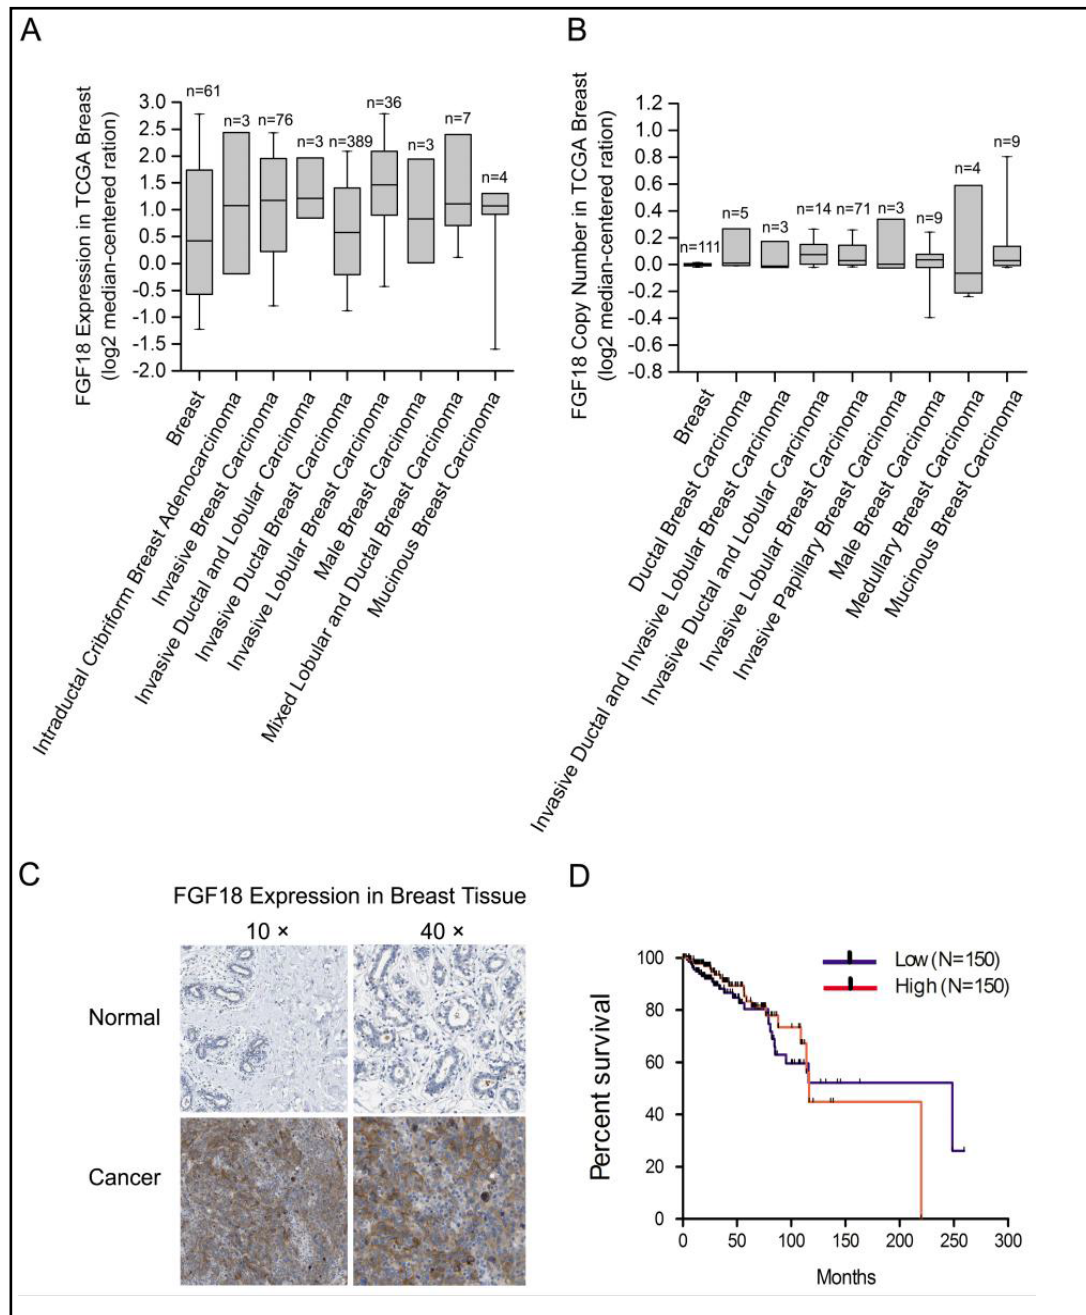 A
FGF18 Expression in TCGA Breast
(log2 median-centered ration)
3.0
2.5
2.0
1.5
1.0
0.5
0.0
-0.5
-1.0
-1.5
-2.0
n=61
n=3
n=76
n=3
n=389
n=36
n=3
n=7
n=4
Breast
Intraductal Cribriform Breast Adenocarcinoma
Invasive Breast Carcinoma
Invasive Ductal and Lobular Carcinoma
Invasive Ductal Breast Carcinoma
Invasive Lobular Breast Carcinoma
Male Breast Carcinoma
Mixed Lobular and Ductal Breast Carcinoma
Mucinous Breast Carcinoma
B
FGF18 Copy Number in TCGA Breast
(log2 median-centered ration)
1.2
1.0
0.8
0.6
0.4
0.2
0.0
-0.2
-0.4
-0.6
-0.8
n=111
n=5
n=3
n=14
n=71
n=3
n=9
n=4
n=9
Breast
Ductal Breast Carcinoma
Invasive Ductal and Invasive Lobular Breast Carcinoma
Invasive Ductal and Lobular Carcinoma
Invasive Lobular Breast Carcinoma
Invasive Papillary Breast Carcinoma
Male Breast Carcinoma
Medullary Breast Carcinoma
Mucinous Breast Carcinoma
C
FGF18 Expression in Breast Tissue
10 ×
40 ×
Normal
Cancer
D
Percent survival
100
80
60
40
20
0
Low (N=150)
High (N=150)
0
50
100
150
200
250
300
Months